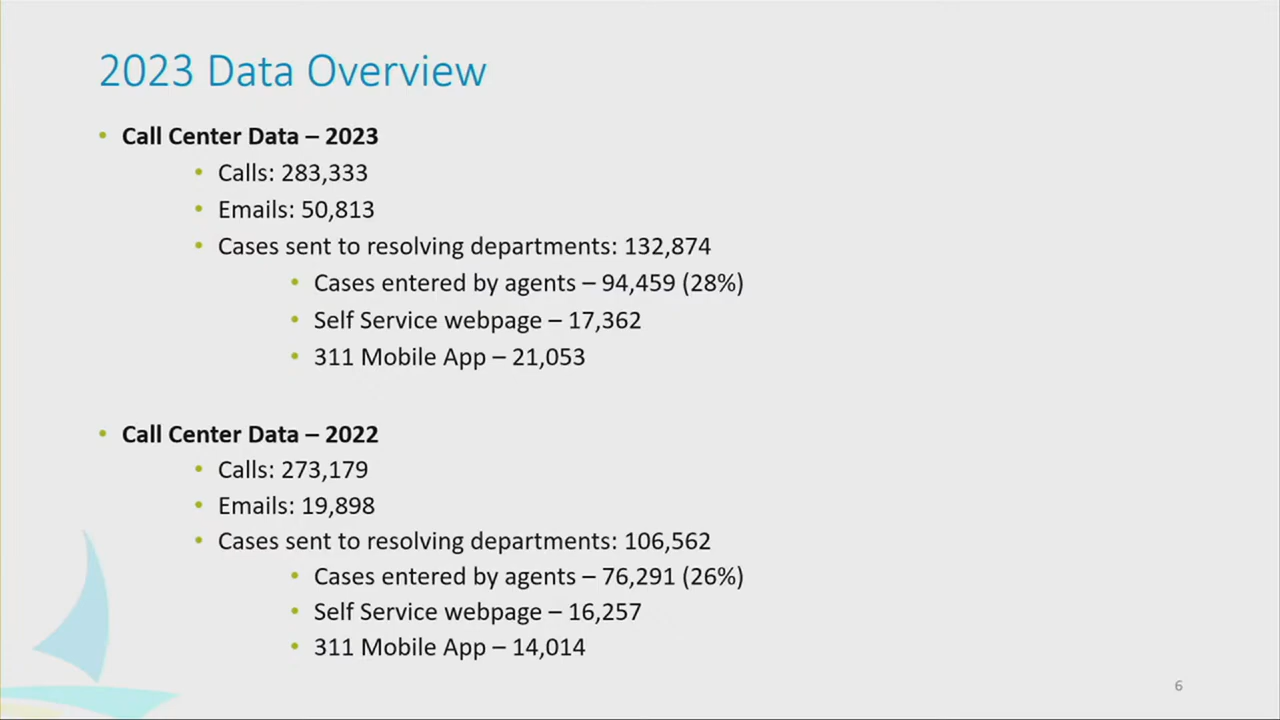 2023 Data Overview
• Call Center Data – 2023
• Calls: 283,333
• Emails: 50,813
• Cases sent to resolving departments: 132,874
• Cases entered by agents – 94,459 (28%)
• Self Service webpage – 17,362
• 311 Mobile App – 21,053
• Call Center Data – 2022
• Calls: 273,179
• Emails: 19,898
• Cases sent to resolving departments: 106,562
• Cases entered by agents – 76,291 (26%)
• Self Service webpage – 16,257
• 311 Mobile App – 14,014
6